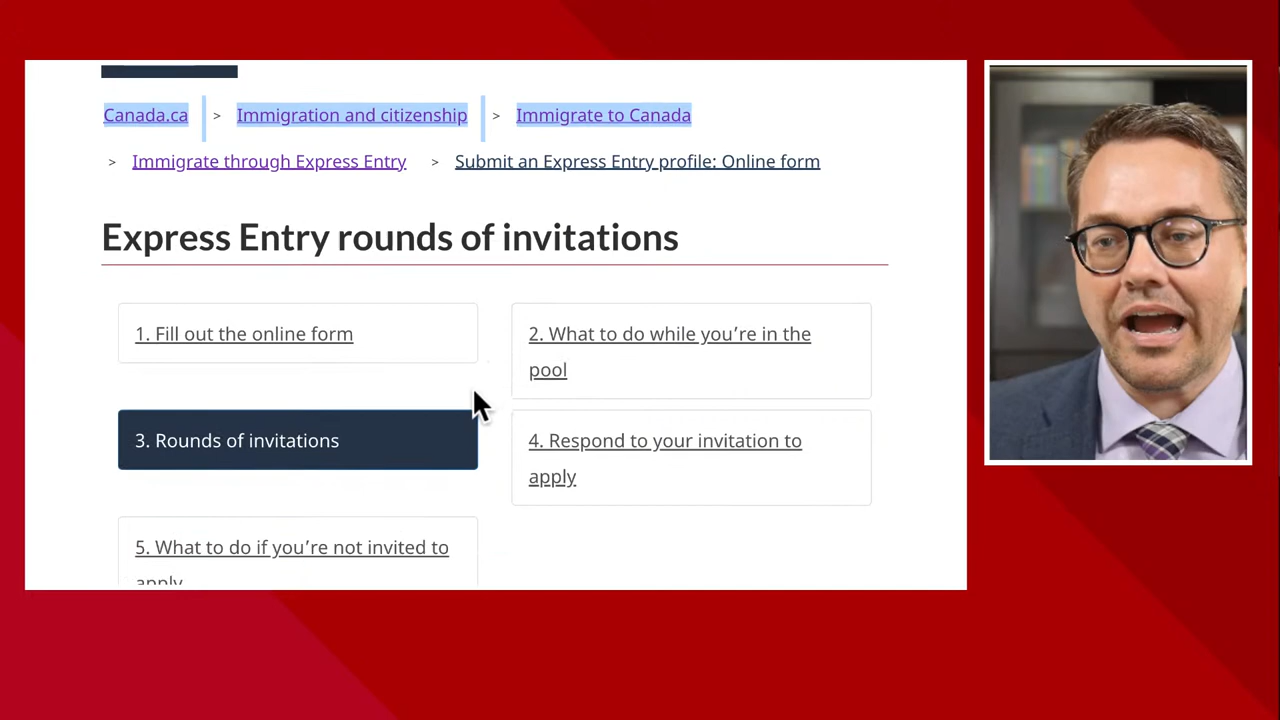 Canada.ca > Immigration and citizenship > Immigrate to Canada
> Immigrate through Express Entry > Submit an Express Entry profile: Online form
Express Entry rounds of invitations
1. Fill out the online form
2. What to do while you’re in the
pool
3. Rounds of invitations
4. Respond to your invitation to
apply
5. What to do if you’re not invited to
apply